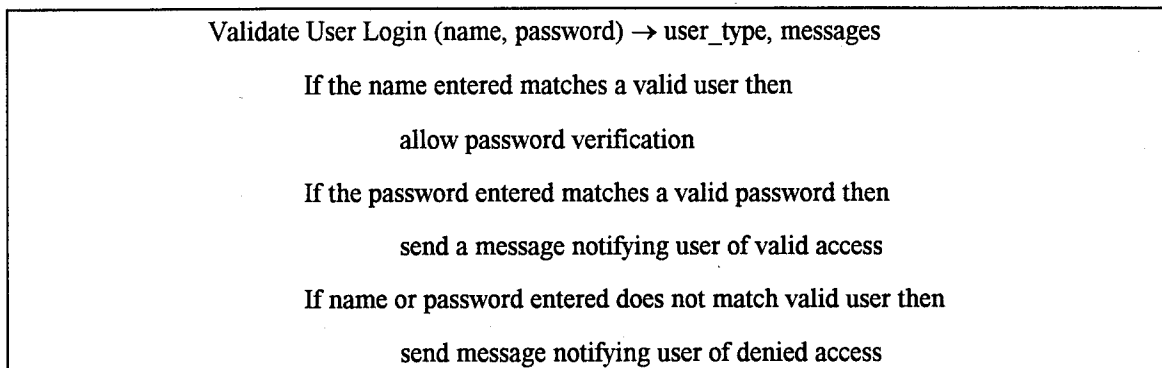 Validate User Login (name, password) → user_type, messages
If the name entered matches a valid user then
allow password verification
If the password entered matches a valid password then
send a message notifying user of valid access
If name or password entered does not match valid user then
send message notifying user of denied access